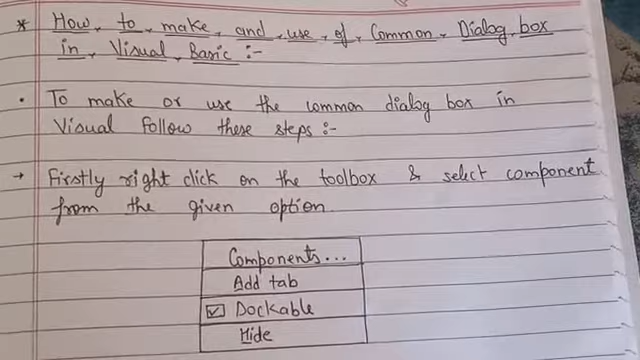 * How to make and use of Common Dialog box
in Visual Basic :-
• To make or use the common dialog box in
Visual follow these steps :-
→ Firstly right click on the toolbox & select component
from the given option
Components...
Add tab
☑ Dockable
Hide